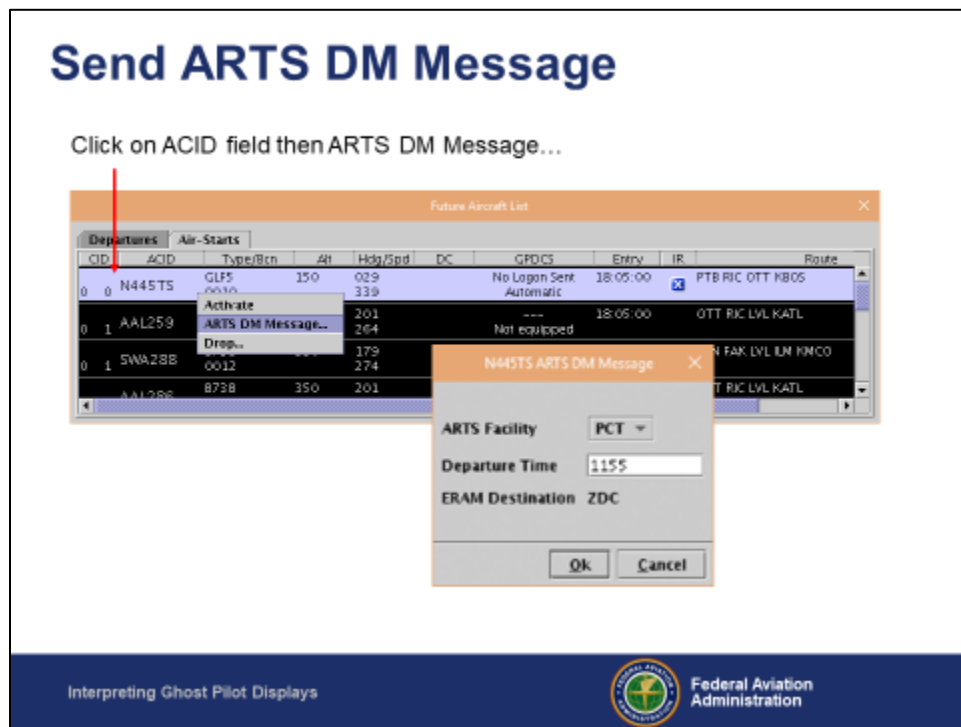 Send ARTS DM Message
Click on ACID field then ARTS DM Message...
Future Aircraft List
Departures Air-Starts
CID ACID Type/Bcn Alt Hdg/Spd DC GPDCS Entry IR Route
0 0 N445TS GLF5 150 029 No Logon Sent 18:05:00 PTB RIC OTT KBOS
339 Automatic
Activate
ARTS DM Message...
Drop...
0 1 AAL259 201 --- 18:05:00 OTT RIC LVL KATL
264 Not equipped
0 1 SWA288 179 FAK LVL ILM KMCO
0012 274
AAL286 8738 350 201 RIC LVL KATL
N445TS ARTS DM Message
ARTS Facility PCT
Departure Time 1155
ERAM Destination ZDC
Ok Cancel
Interpreting Ghost Pilot Displays
Federal Aviation
Administration